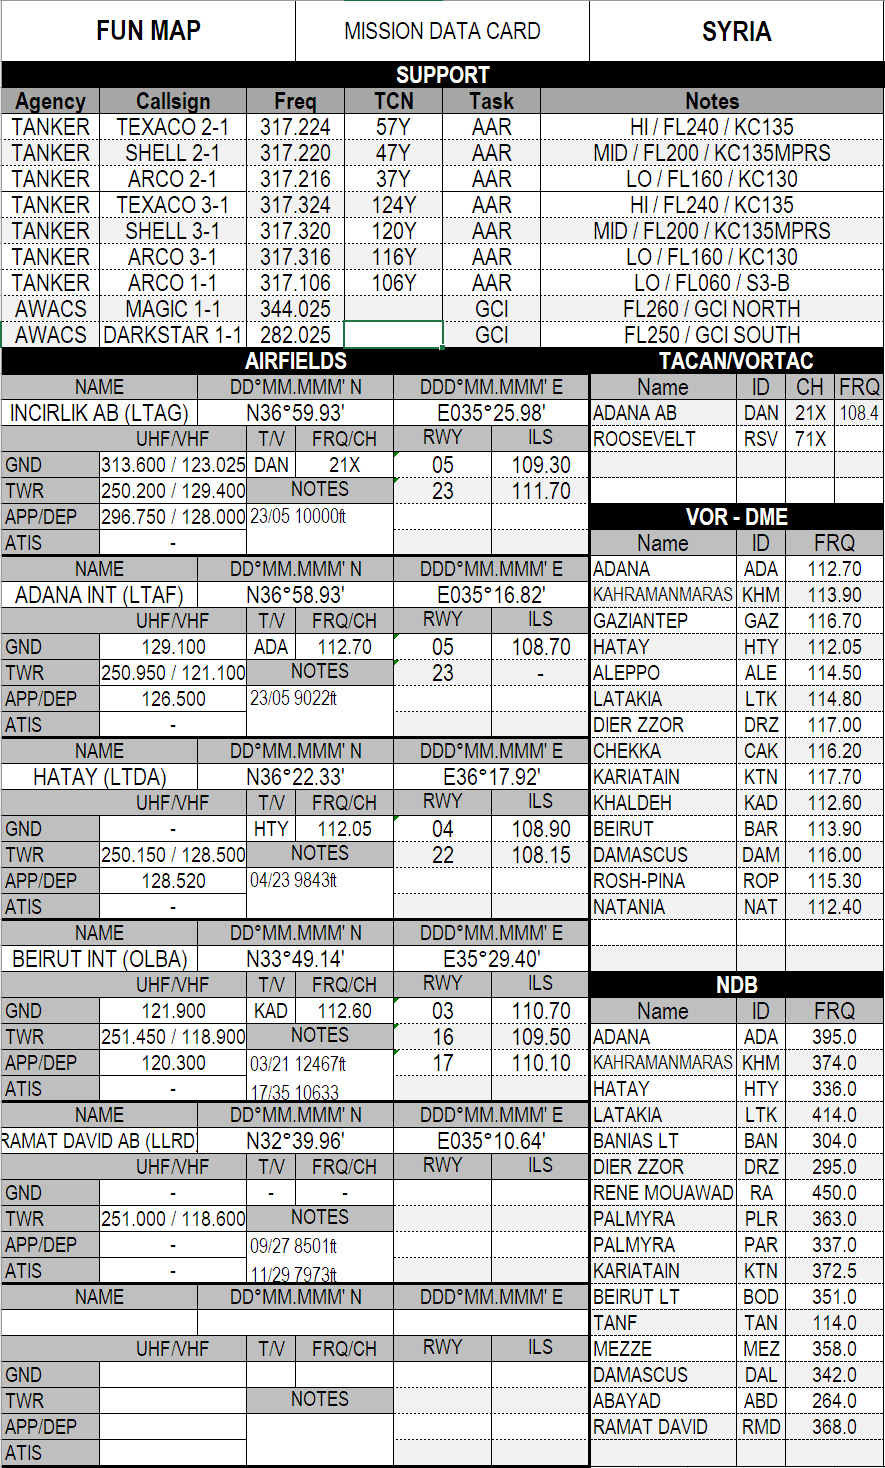 FUN MAP MISSION DATA CARD SYRIA
SUPPORT
Agency Callsign Freq TCN Task Notes
TANKER TEXACO 2-1 317.224 57Y AAR HI / FL240 / KC135
TANKER SHELL 2-1 317.220 47Y AAR MID / FL200 / KC135MPRS
TANKER ARCO 2-1 317.216 37Y AAR LO / FL160 / KC130
TANKER TEXACO 3-1 317.324 124Y AAR HI / FL240 / KC135
TANKER SHELL 3-1 317.320 120Y AAR MID / FL200 / KC135MPRS
TANKER ARCO 3-1 317.316 116Y AAR LO / FL160 / KC130
TANKER ARCO 1-1 317.106 106Y AAR LO / FL060 / S3-B
AWACS MAGIC 1-1 344.025 GCI FL260 / GCI NORTH
AWACS DARKSTAR 1-1 282.025 GCI FL250 / GCI SOUTH
AIRFIELDS
NAME DD°MM.MMM' N DDD°MM.MMM' E
INCIRLIK AB (LTAG) N36°59.93' E035°25.98'
UHF/VHF T/V FRQ/CH RWY ILS
GND 313.600 / 123.025 DAN 21X 05 109.30
TWR 250.200 / 129.400 NOTES 23 111.70
APP/DEP 296.750 / 128.000 23/05 10000ft
ATIS -
NAME DD°MM.MMM' N DDD°MM.MMM' E
ADANA INT (LTAF) N36°58.93' E035°16.82'
UHF/VHF T/V FRQ/CH RWY ILS
GND 129.100 ADA 112.70 05 108.70
TWR 250.950 / 121.100 NOTES 23 -
APP/DEP 126.500 23/05 9022ft
ATIS -
NAME DD°MM.MMM' N DDD°MM.MMM' E
HATAY (LTDA) N36°22.33' E36°17.92'
UHF/VHF T/V FRQ/CH RWY ILS
GND - HTY 112.05 04 108.90
TWR 250.150 / 128.500 NOTES 22 108.15
APP/DEP 128.520 04/23 9843ft
ATIS -
NAME DD°MM.MMM' N DDD°MM.MMM' E
BEIRUT INT (OLBA) N33°49.14' E35°29.40'
UHF/VHF T/V FRQ/CH RWY ILS
GND 121.900 KAD 112.60 03 110.70
TWR 251.450 / 118.900 NOTES 16 109.50
APP/DEP 120.300 03/21 12467ft 17 110.10
ATIS - 17/35 10633
NAME DD°MM.MMM' N DDD°MM.MMM' E
RAMAT DAVID AB (LLRD) N32°39.96' E035°10.64'
UHF/VHF T/V FRQ/CH RWY ILS
GND - - -
TWR 251.000 / 118.600 NOTES
APP/DEP - 09/27 8501ft
ATIS - 11/29 7973ft
NAME DD°MM.MMM' N DDD°MM.MMM' E
UHF/VHF T/V FRQ/CH RWY ILS
GND
TWR NOTES
APP/DEP
ATIS
TACAN/VORTAC
Name ID CH FRQ
ADANA AB DAN 21X 108.4
ROOSEVELT RSV 71X
VOR - DME
Name ID FRQ
ADANA ADA 112.70
KAHRAMANMARAS KHM 113.90
GAZIANTEP GAZ 116.70
HATAY HTY 112.05
ALEPPO ALE 114.50
LATAKIA LTK 114.80
DIER ZZOR DRZ 117.00
CHEKKA CAK 116.20
KARIATAIN KTN 117.70
KHALDEH KAD 112.60
BEIRUT BAR 113.90
DAMASCUS DAM 116.00
ROSH-PINA ROP 115.30
NATANIA NAT 112.40
NDB
Name ID FRQ
ADANA ADA 395.0
KAHRAMANMARAS KHM 374.0
HATAY HTY 336.0
LATAKIA LTK 414.0
BANIAS LT BAN 304.0
DIER ZZOR DRZ 295.0
RENE MOUAWAD RA 450.0
PALMYRA PLR 363.0
PALMYRA PAR 337.0
KARIATAIN KTN 372.5
BEIRUT LT BOD 351.0
TANF TAN 114.0
MEZZE MEZ 358.0
DAMASCUS DAL 342.0
ABAYAD ABD 264.0
RAMAT DAVID RMD 368.0